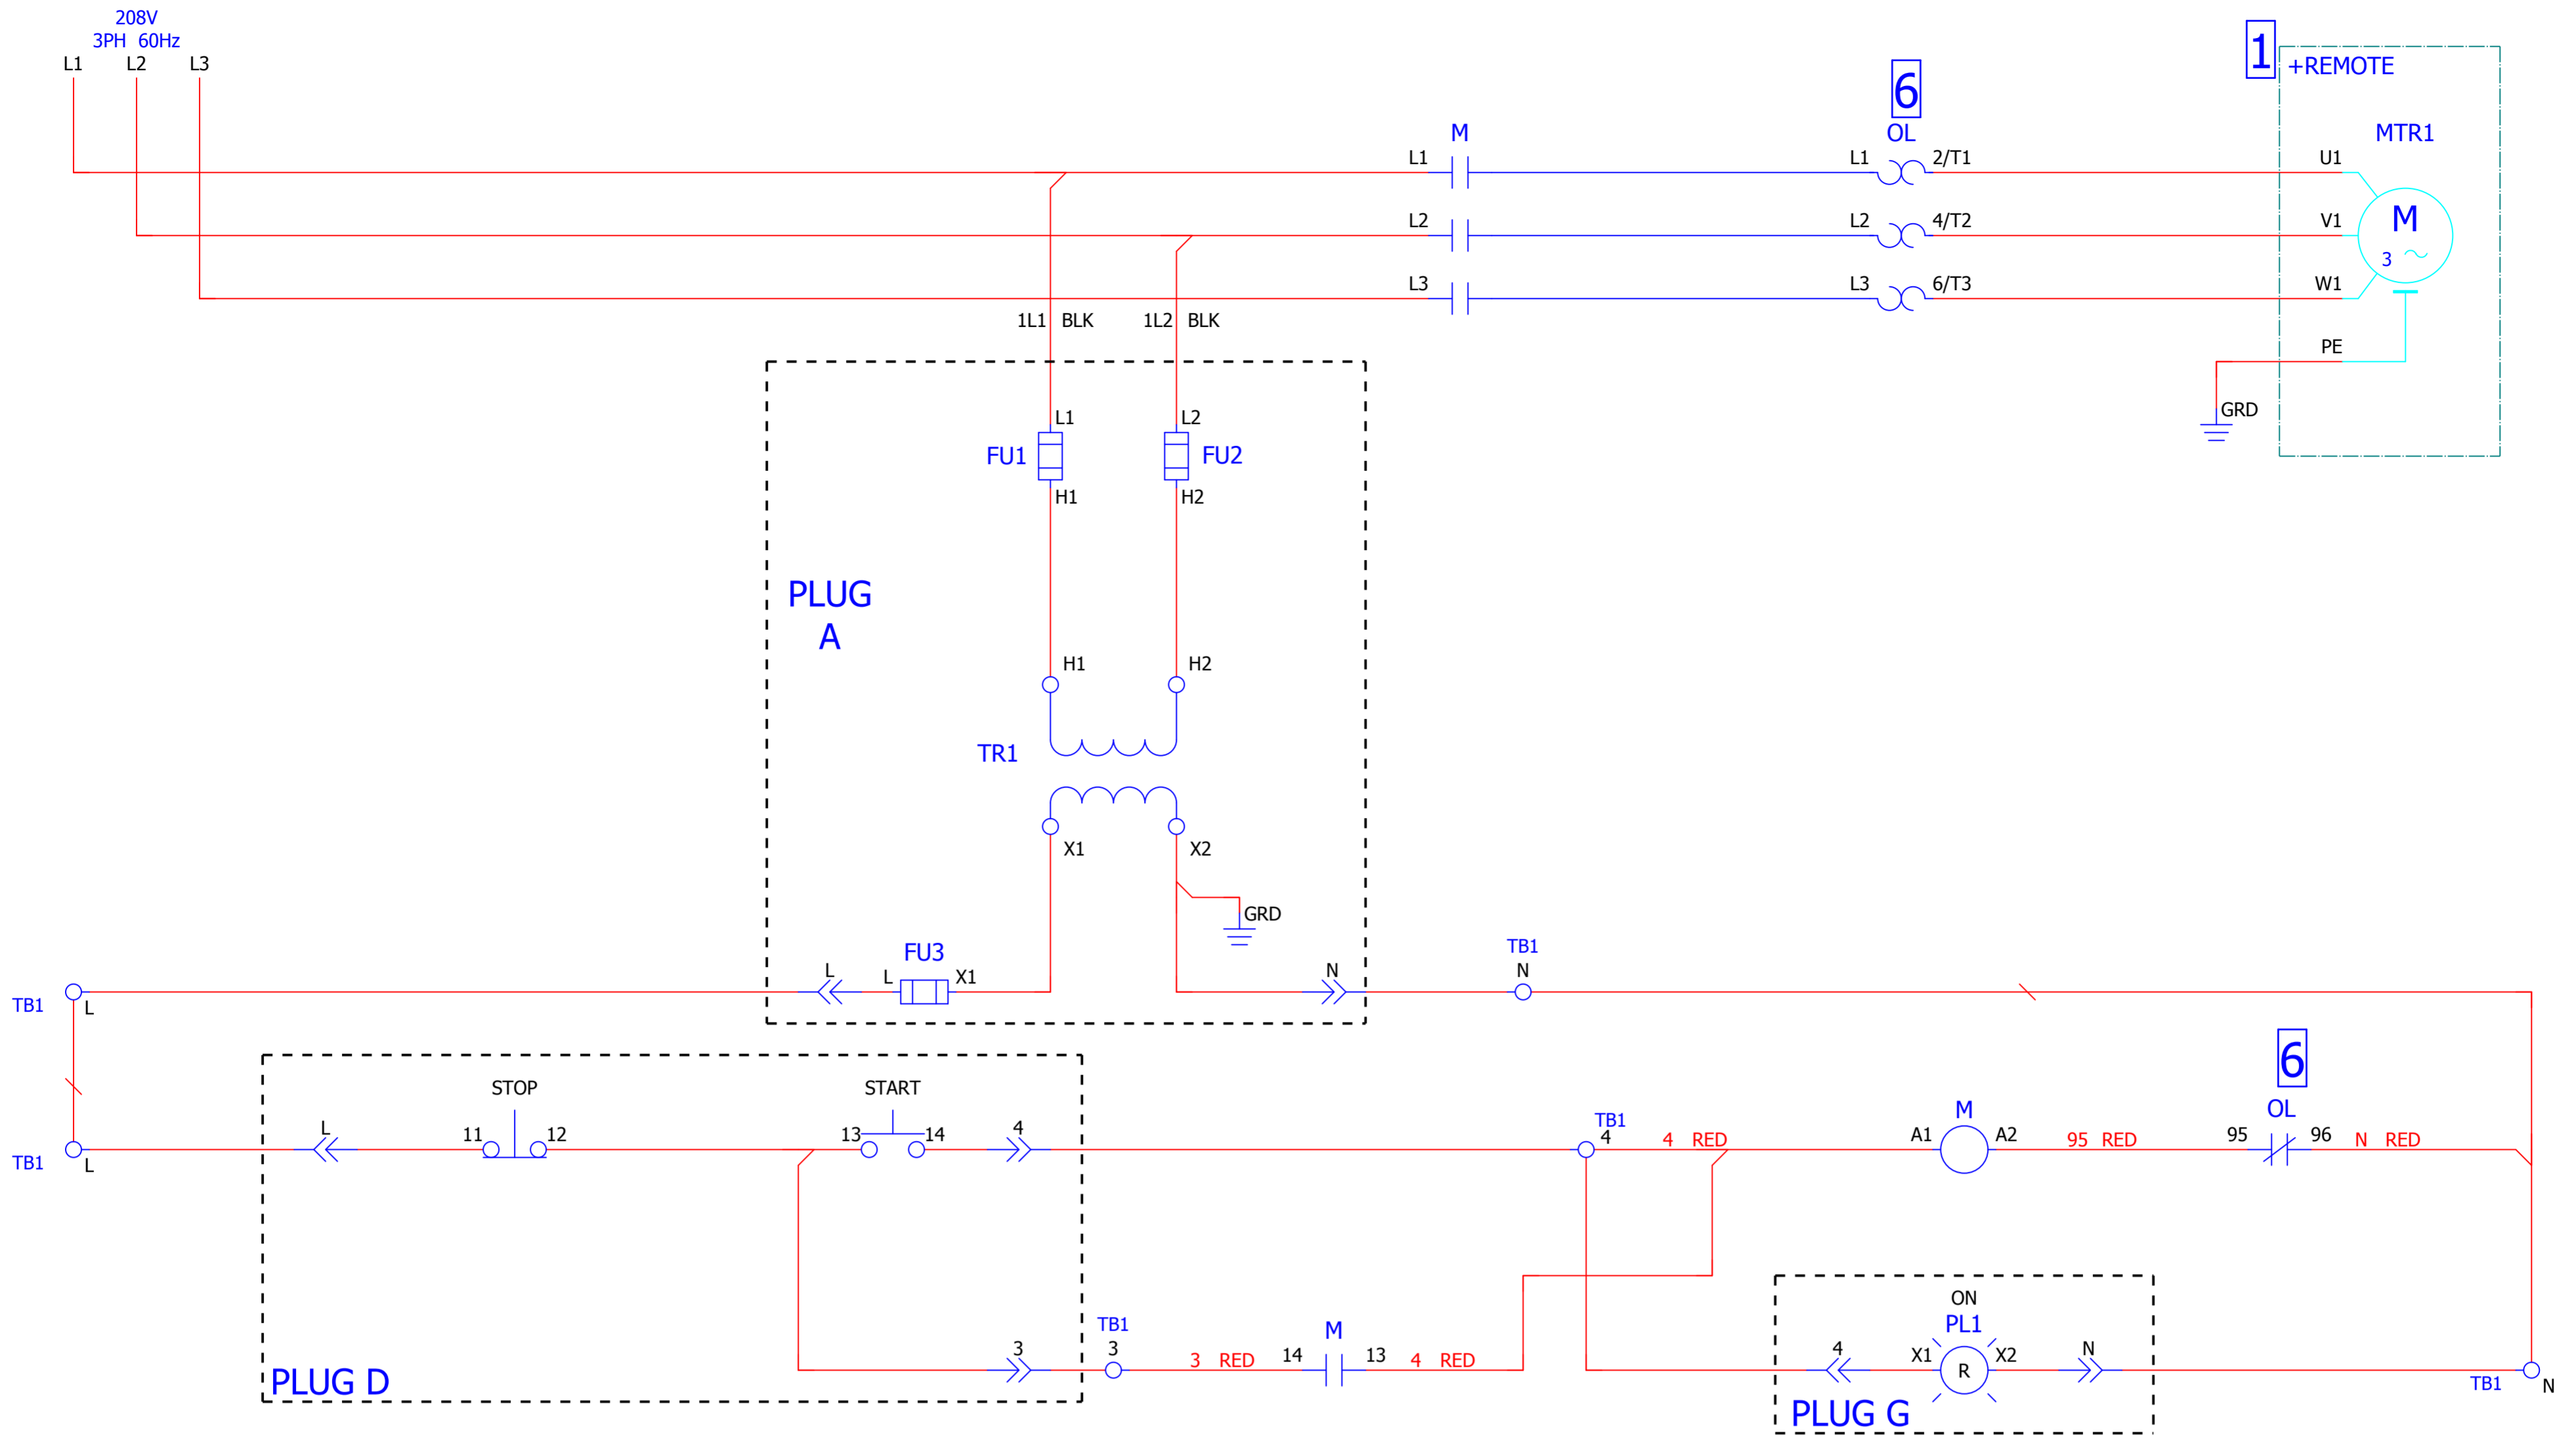 208V
3PH 60Hz
L1 L2 L3
1
+REMOTE
6
OL
M
MTR1
L1 L1 2/T1 U1
L2 L2 4/T2 V1
M
3
L3 L3 6/T3 W1
1L1 BLK 1L2 BLK
PE
GRD
L1 L2
FU1 FU2
H1 H2
PLUG
A
H1 H2
TR1
X1 X2
GRD
FU3
TB1
L L X1 N N
TB1 L
6
STOP START
M OL
TB1
L 11 12 13 14 4 4 4 RED A1 A2 95 RED 95 96 N RED
TB1 L
ON
TB1 M PL1
3 3 3 RED 14 13 4 RED 4 X1 R X2 N
PLUG D
TB1 N
PLUG G